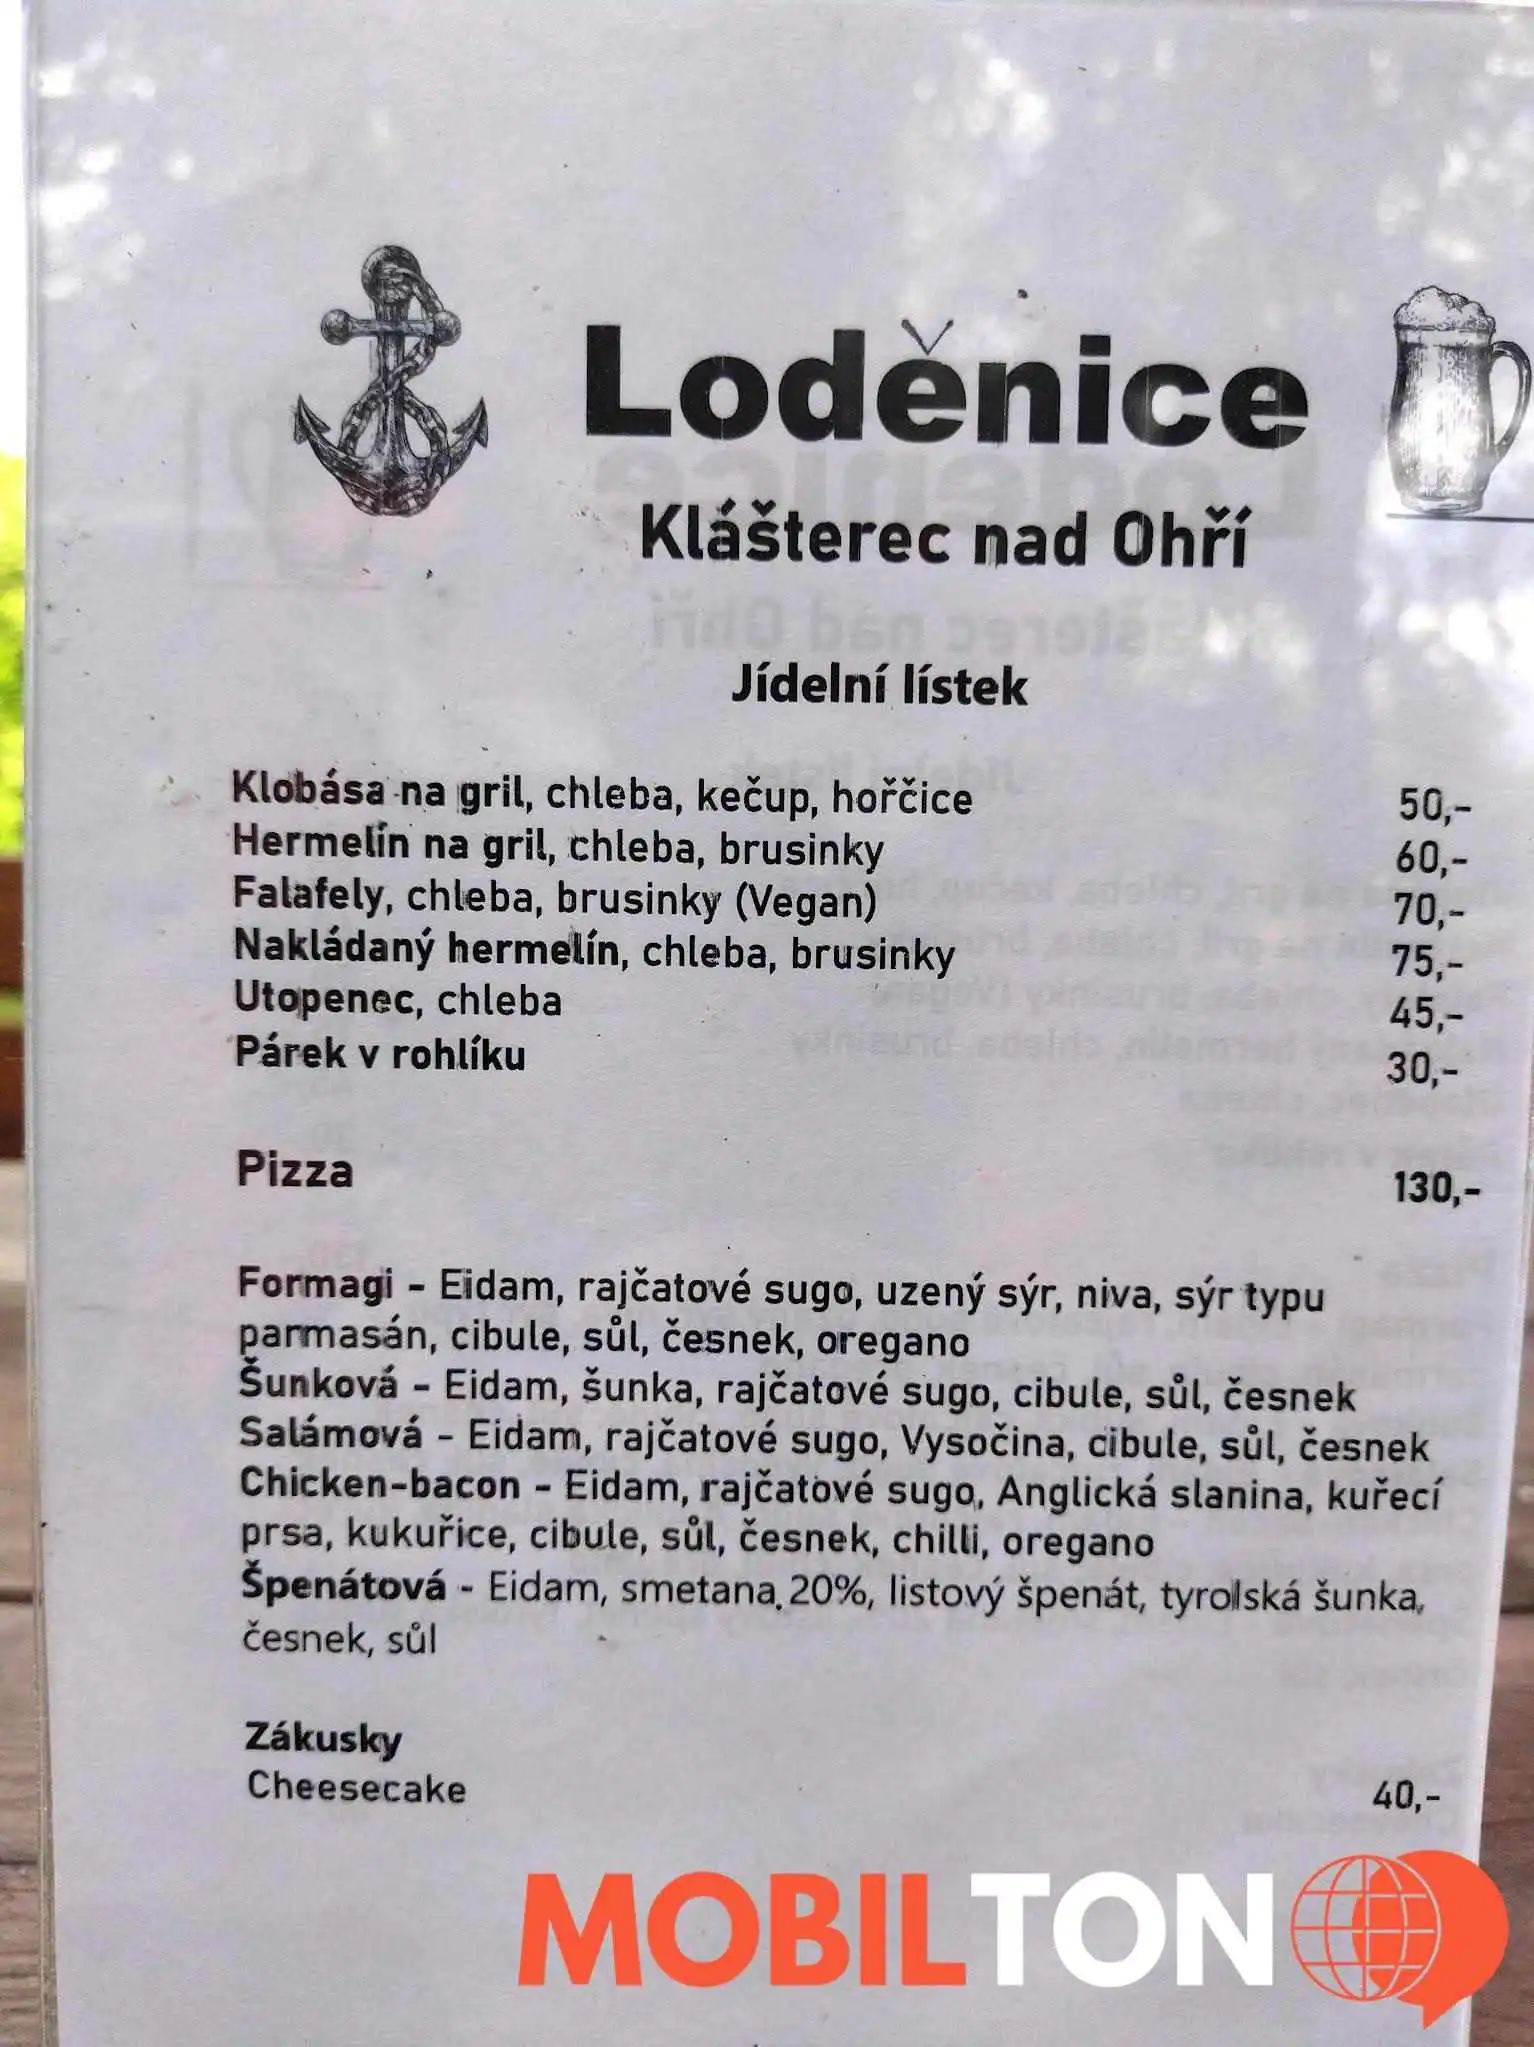 Loděnice
Klášterec nad Ohří
Jídelní lístek
Klobása na gril, chleba, kečup, hořčice 50,-
Hermelín na gril, chleba, brusinky 60,-
Falafely, chleba, brusinky (Vegan) 70,-
Nakládaný hermelín, chleba, brusinky 75,-
Utopenec, chleba 45,-
Párek v rohlíku 30,-
Pizza 130,-
Formagi - Eidam, rajčatové sugo, uzený sýr, niva, sýr typu
parmasán, cibule, sůl, česnek, oregano
Šunková - Eidam, šunka, rajčatové sugo, cibule, sůl, česnek
Salámová - Eidam, rajčatové sugo, Vysočina, cibule, sůl, česnek
Chicken-bacon - Eidam, rajčatové sugo, Anglická slanina, kuřecí
prsa, kukuřice, cibule, sůl, česnek, chilli, oregano
Špenátová - Eidam, smetana 20%, listový špenát, tyrolská šunka,
česnek, sůl
Zákusky
Cheesecake 40,-
MOBILTON